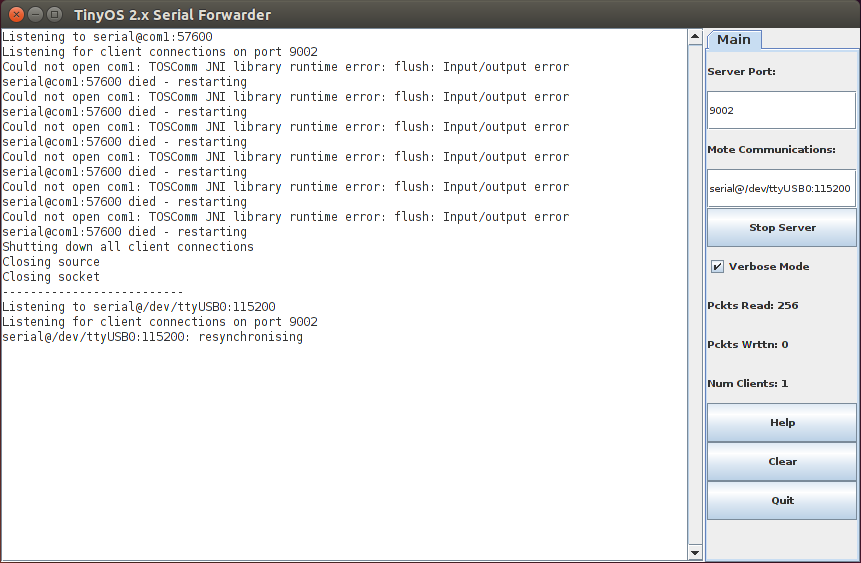 TinyOS 2.x Serial Forwarder
Listening to serial@com1:57600
Listening for client connections on port 9002
Could not open com1: TOSComm JNI library runtime error: flush: Input/output error
serial@com1:57600 died - restarting
Could not open com1: TOSComm JNI library runtime error: flush: Input/output error
serial@com1:57600 died - restarting
Could not open com1: TOSComm JNI library runtime error: flush: Input/output error
serial@com1:57600 died - restarting
Could not open com1: TOSComm JNI library runtime error: flush: Input/output error
serial@com1:57600 died - restarting
Could not open com1: TOSComm JNI library runtime error: flush: Input/output error
serial@com1:57600 died - restarting
Could not open com1: TOSComm JNI library runtime error: flush: Input/output error
serial@com1:57600 died - restarting
Shutting down all client connections
Closing source
Closing socket
--------------------------
Listening to serial@/dev/ttyUSB0:115200
Listening for client connections on port 9002
serial@/dev/ttyUSB0:115200: resynchronising
Main
Server Port:
9002
Mote Communications:
serial@/dev/ttyUSB0:115200
Stop Server
Verbose Mode
Pckts Read: 256
Pckts Wrttn: 0
Num Clients: 1
Help
Clear
Quit